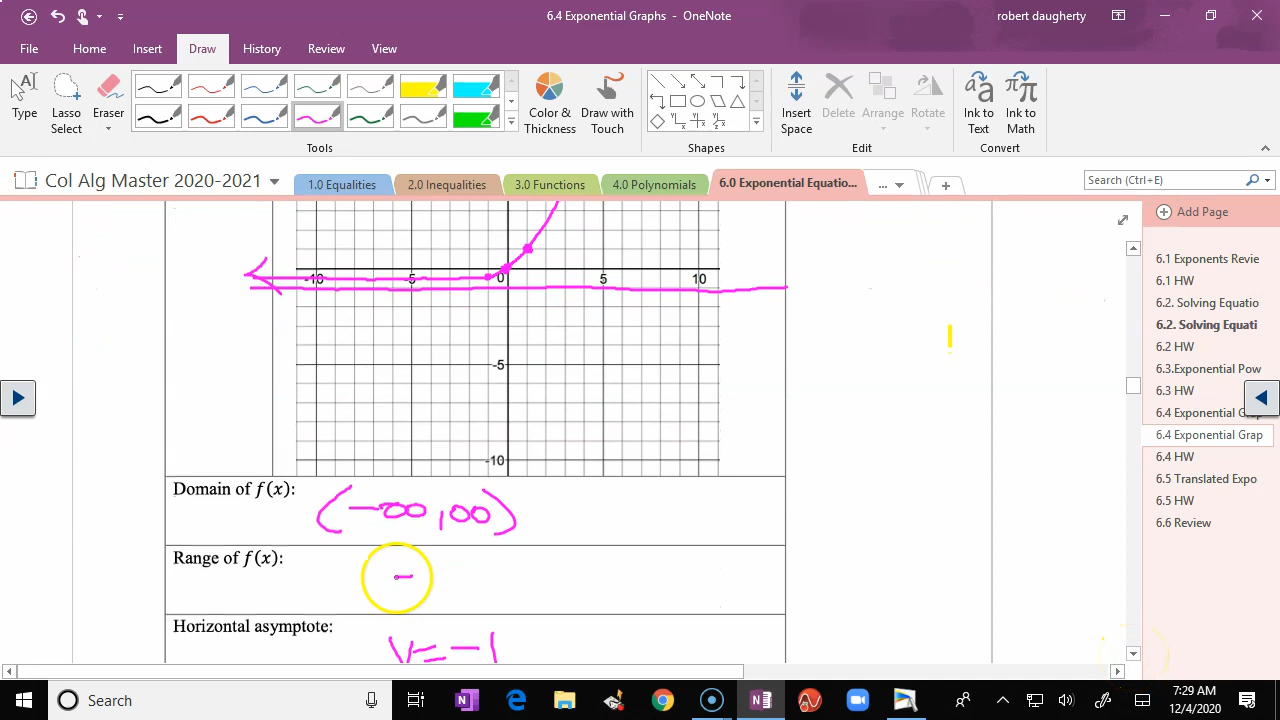 6.4 Exponential Graphs - OneNote
robert daugherty
File Home Insert Draw History Review View
Type
Lasso Select
Eraser
Color & Thickness
Draw with Touch
Insert Space
Delete
Arrange
Rotate
Ink to Text
Ink to Math
Tools
Shapes
Edit
Convert
Col Alg Master 2020-2021
1.0 Equalities
2.0 Inequalities
3.0 Functions
4.0 Polynomials
6.0 Exponential Equatio...
...
Search (Ctrl+E)
Add Page
6.1 Exponents Revie
6.1 HW
6.2. Solving Equatio
6.2. Solving Equati
6.2 HW
6.3.Exponential Pow
6.3 HW
6.4 Exponential Grap
6.4 Exponential Grap
6.4 HW
6.5 Translated Expo
6.5 HW
6.6 Review
-10 -5 0 5 10
-5
-10
Domain of f(x): (-∞, ∞)
Range of f(x): -
Horizontal asymptote: y = -1
Search
7:29 AM
12/4/2020